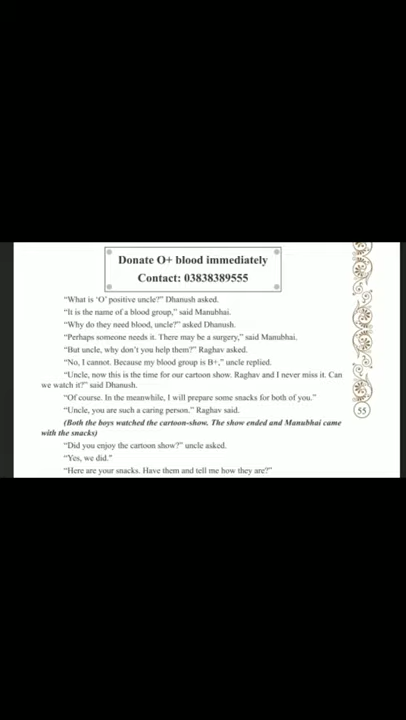 Donate O+ blood immediately
Contact: 03838389555
“What is ‘O’ positive uncle?” Dhanush asked.
“It is the name of a blood group,” said Manubhai.
“Why do they need blood, uncle?” asked Dhanush.
“Perhaps someone needs it. There may be a surgery,” said Manubhai.
“But uncle, why don’t you help them?” Raghav asked.
“No, I cannot. Because my blood group is B+,” uncle replied.
“Uncle, now this is the time for our cartoon show. Raghav and I never miss it. Can
we watch it?” said Dhanush.
“Of course. In the meanwhile, I will prepare some snacks for both of you.”
“Uncle, you are such a caring person.” Raghav said.
55
(Both the boys watched the cartoon-show. The show ended and Manubhai came
with the snacks)
“Did you enjoy the cartoon show?” uncle asked.
“Yes, we did.”
“Here are your snacks. Have them and tell me how they are?”